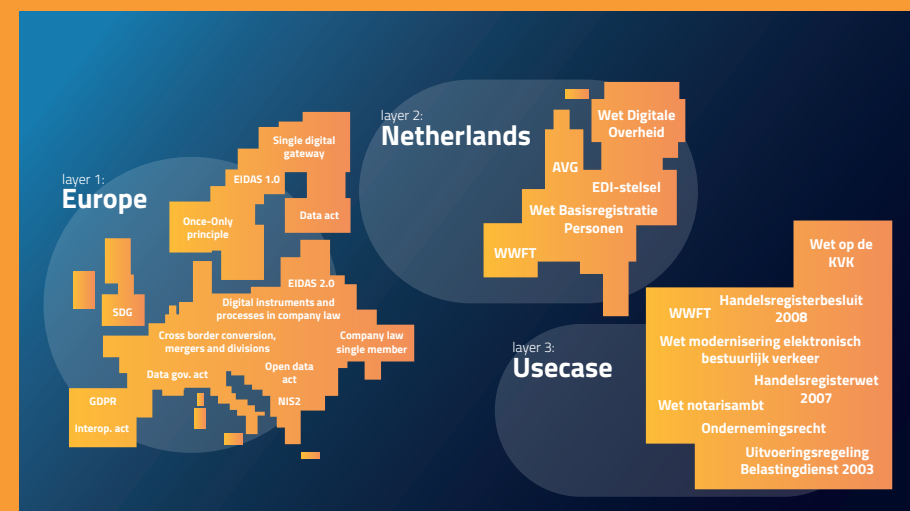 layer 1:
Europe
Single digital
gateway
EIDAS 1.0
Once-Only
principle
Data act
SDG
EIDAS 2.0
Digital instruments and
processes in company law
Cross border conversion,
mergers and divisions
Company law
single member
Data gov. act
Open data
act
GDPR
NIS2
Interop. act
layer 2:
Netherlands
Wet Digitale
Overheid
AVG
EDI-stelsel
Wet Basisregistratie
Personen
WWFT
layer 3:
Usecase
Wet op de
KVK
Handelsregisterbesluit
2008
WWFT
Wet modernisering elektronisch
bestuurlijk verkeer
Handelsregisterwet
2007
Wet notarisambt
Ondernemingsrecht
Uitvoeringsregeling
Belastingdienst 2003